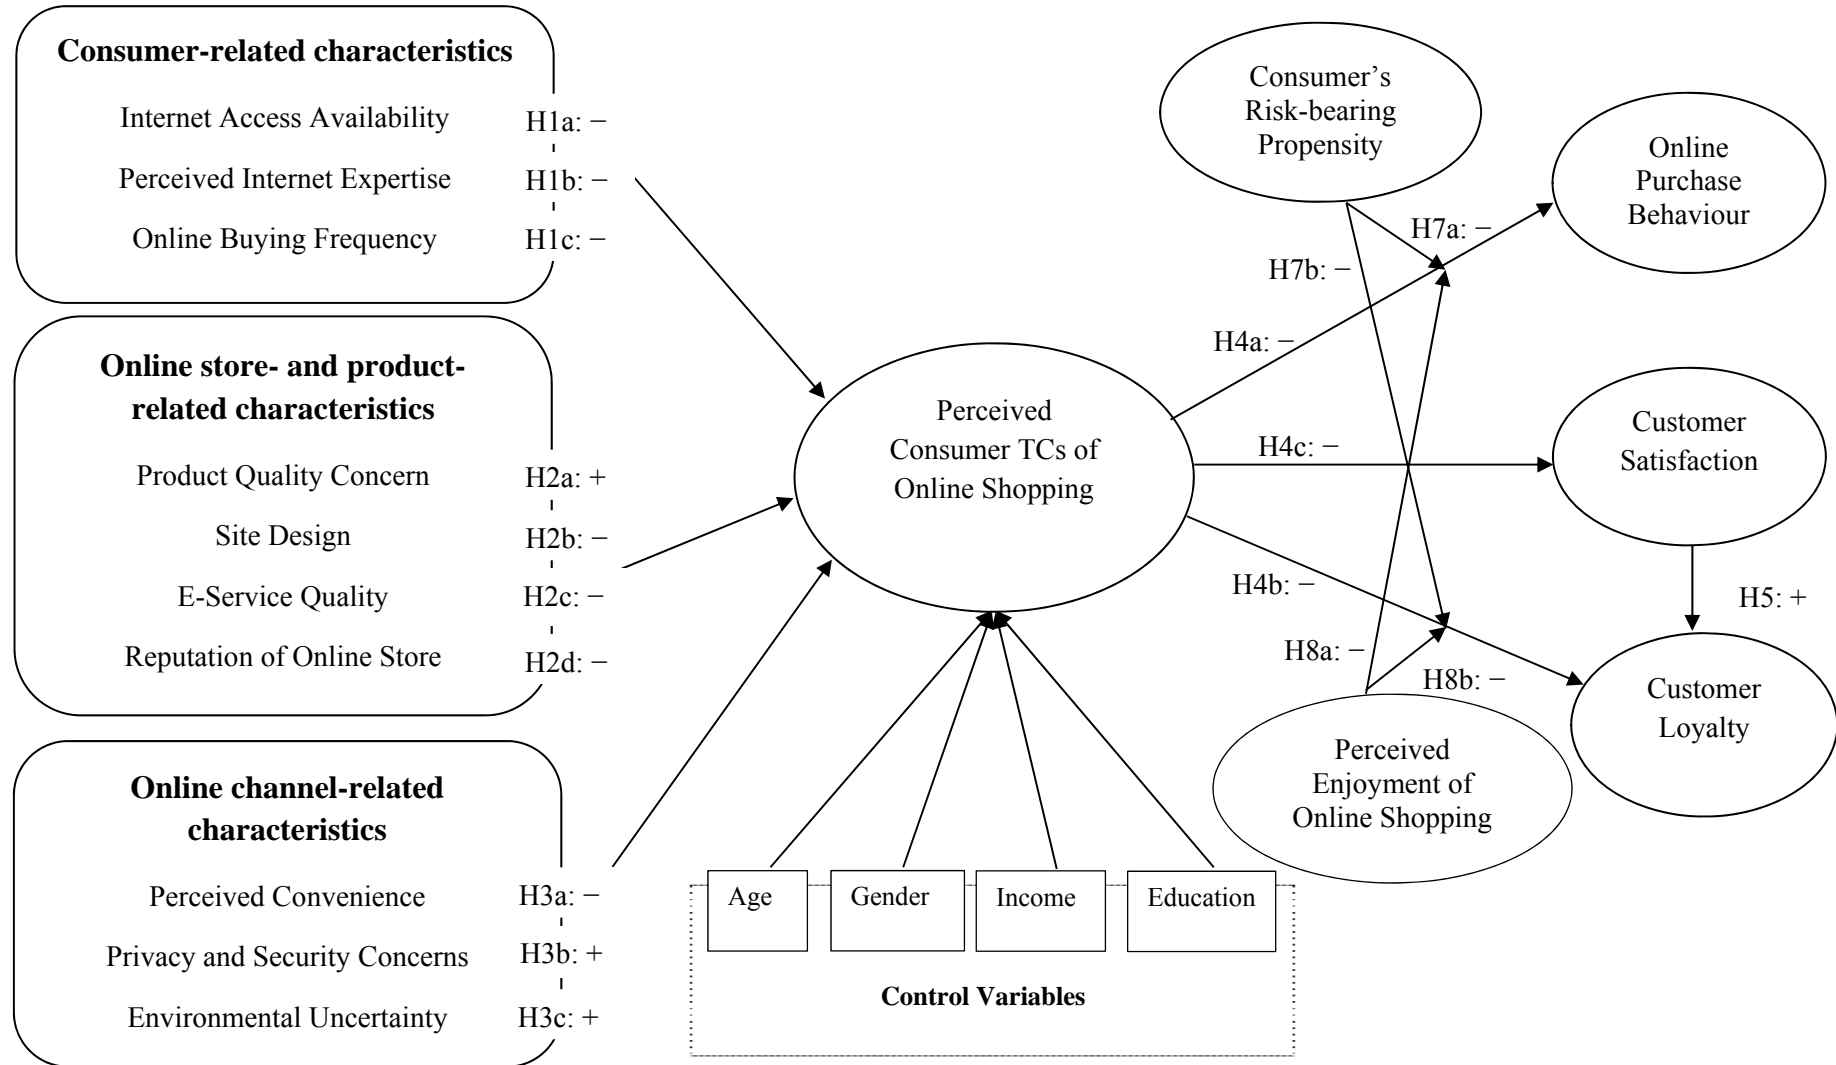 Consumer-related characteristics
Internet Access Availability H1a: −
Perceived Internet Expertise H1b: −
Online Buying Frequency H1c: −
Online store- and product-
related characteristics
Product Quality Concern H2a: +
Site Design H2b: −
E-Service Quality H2c: −
Reputation of Online Store H2d: −
Online channel-related
characteristics
Perceived Convenience H3a: −
Privacy and Security Concerns H3b: +
Environmental Uncertainty H3c: +
Perceived
Consumer TCs of
Online Shopping
Age
Gender
Income
Education
Control Variables
Consumer’s
Risk-bearing
Propensity
H7a: −
H7b: −
H4a: −
H4c: −
H4b: −
H8a: −
H8b: −
Perceived
Enjoyment of
Online Shopping
Online
Purchase
Behaviour
Customer
Satisfaction
H5: +
Customer
Loyalty